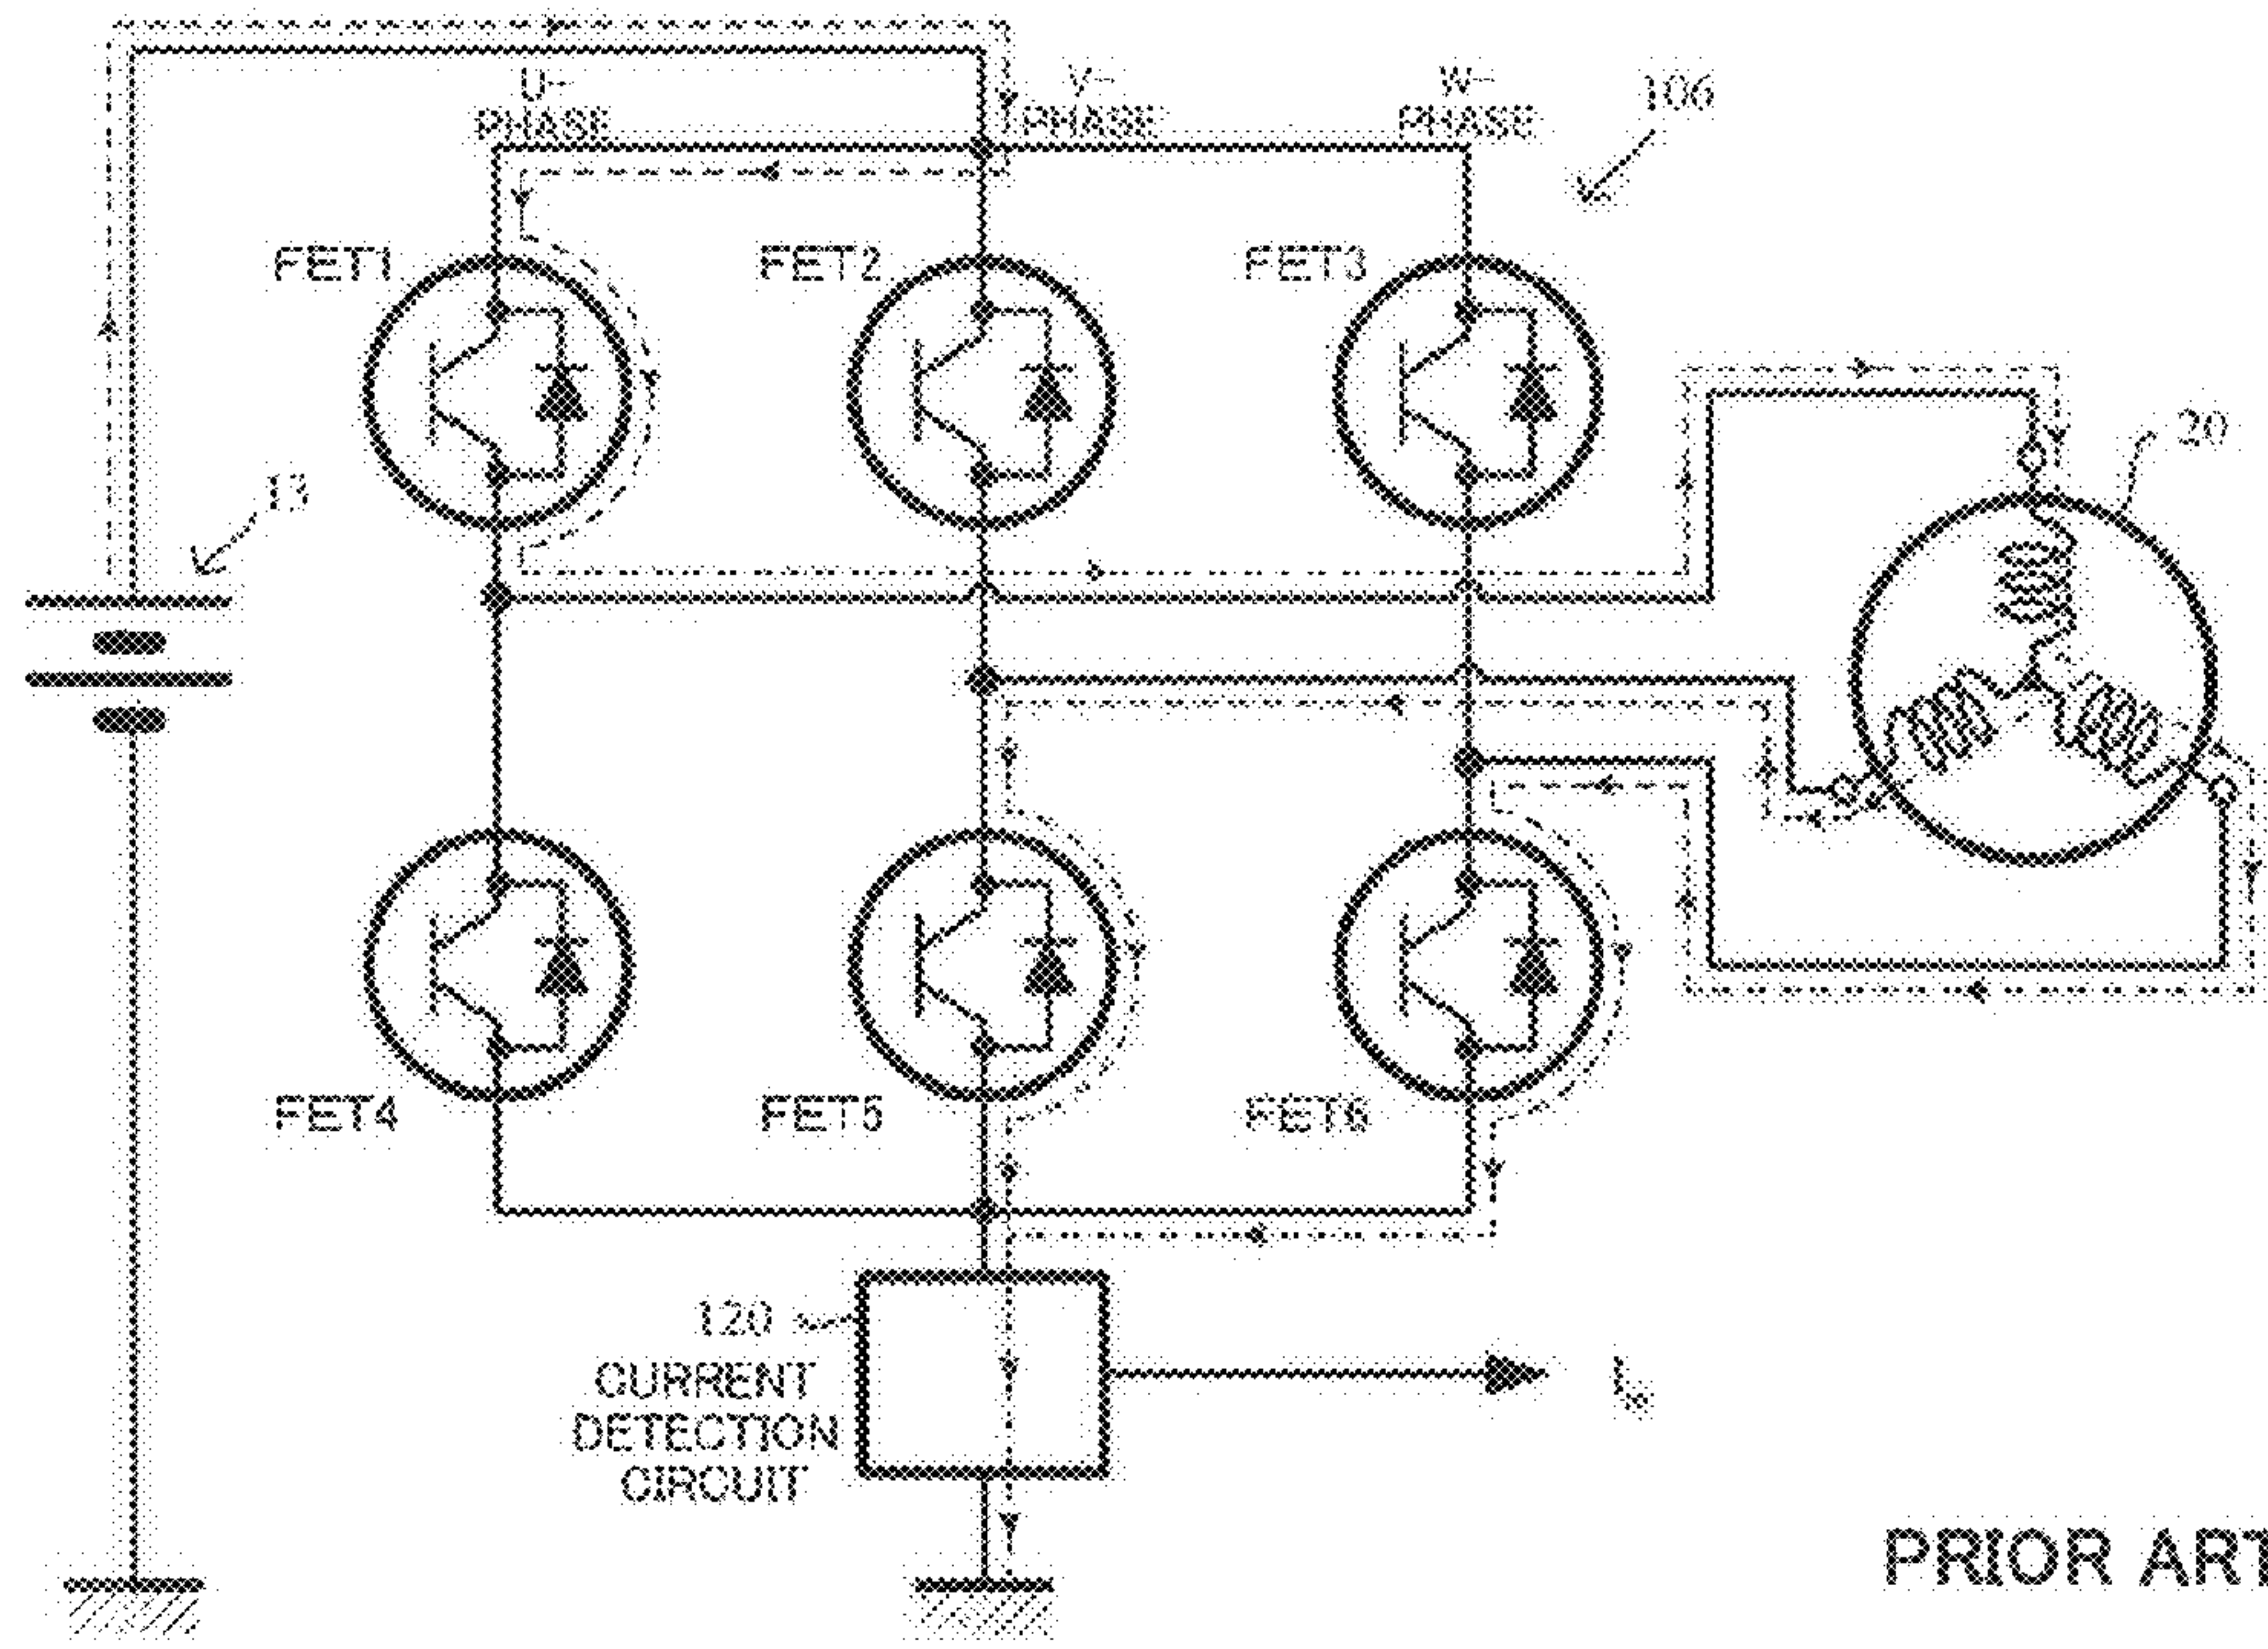 U-
PHASE
V-
PHASE
W-
PHASE
106
FET1
FET2
FET3
13
20
FET4
FET5
FET6
120
CURRENT
DETECTION
CIRCUIT
PRIOR ART